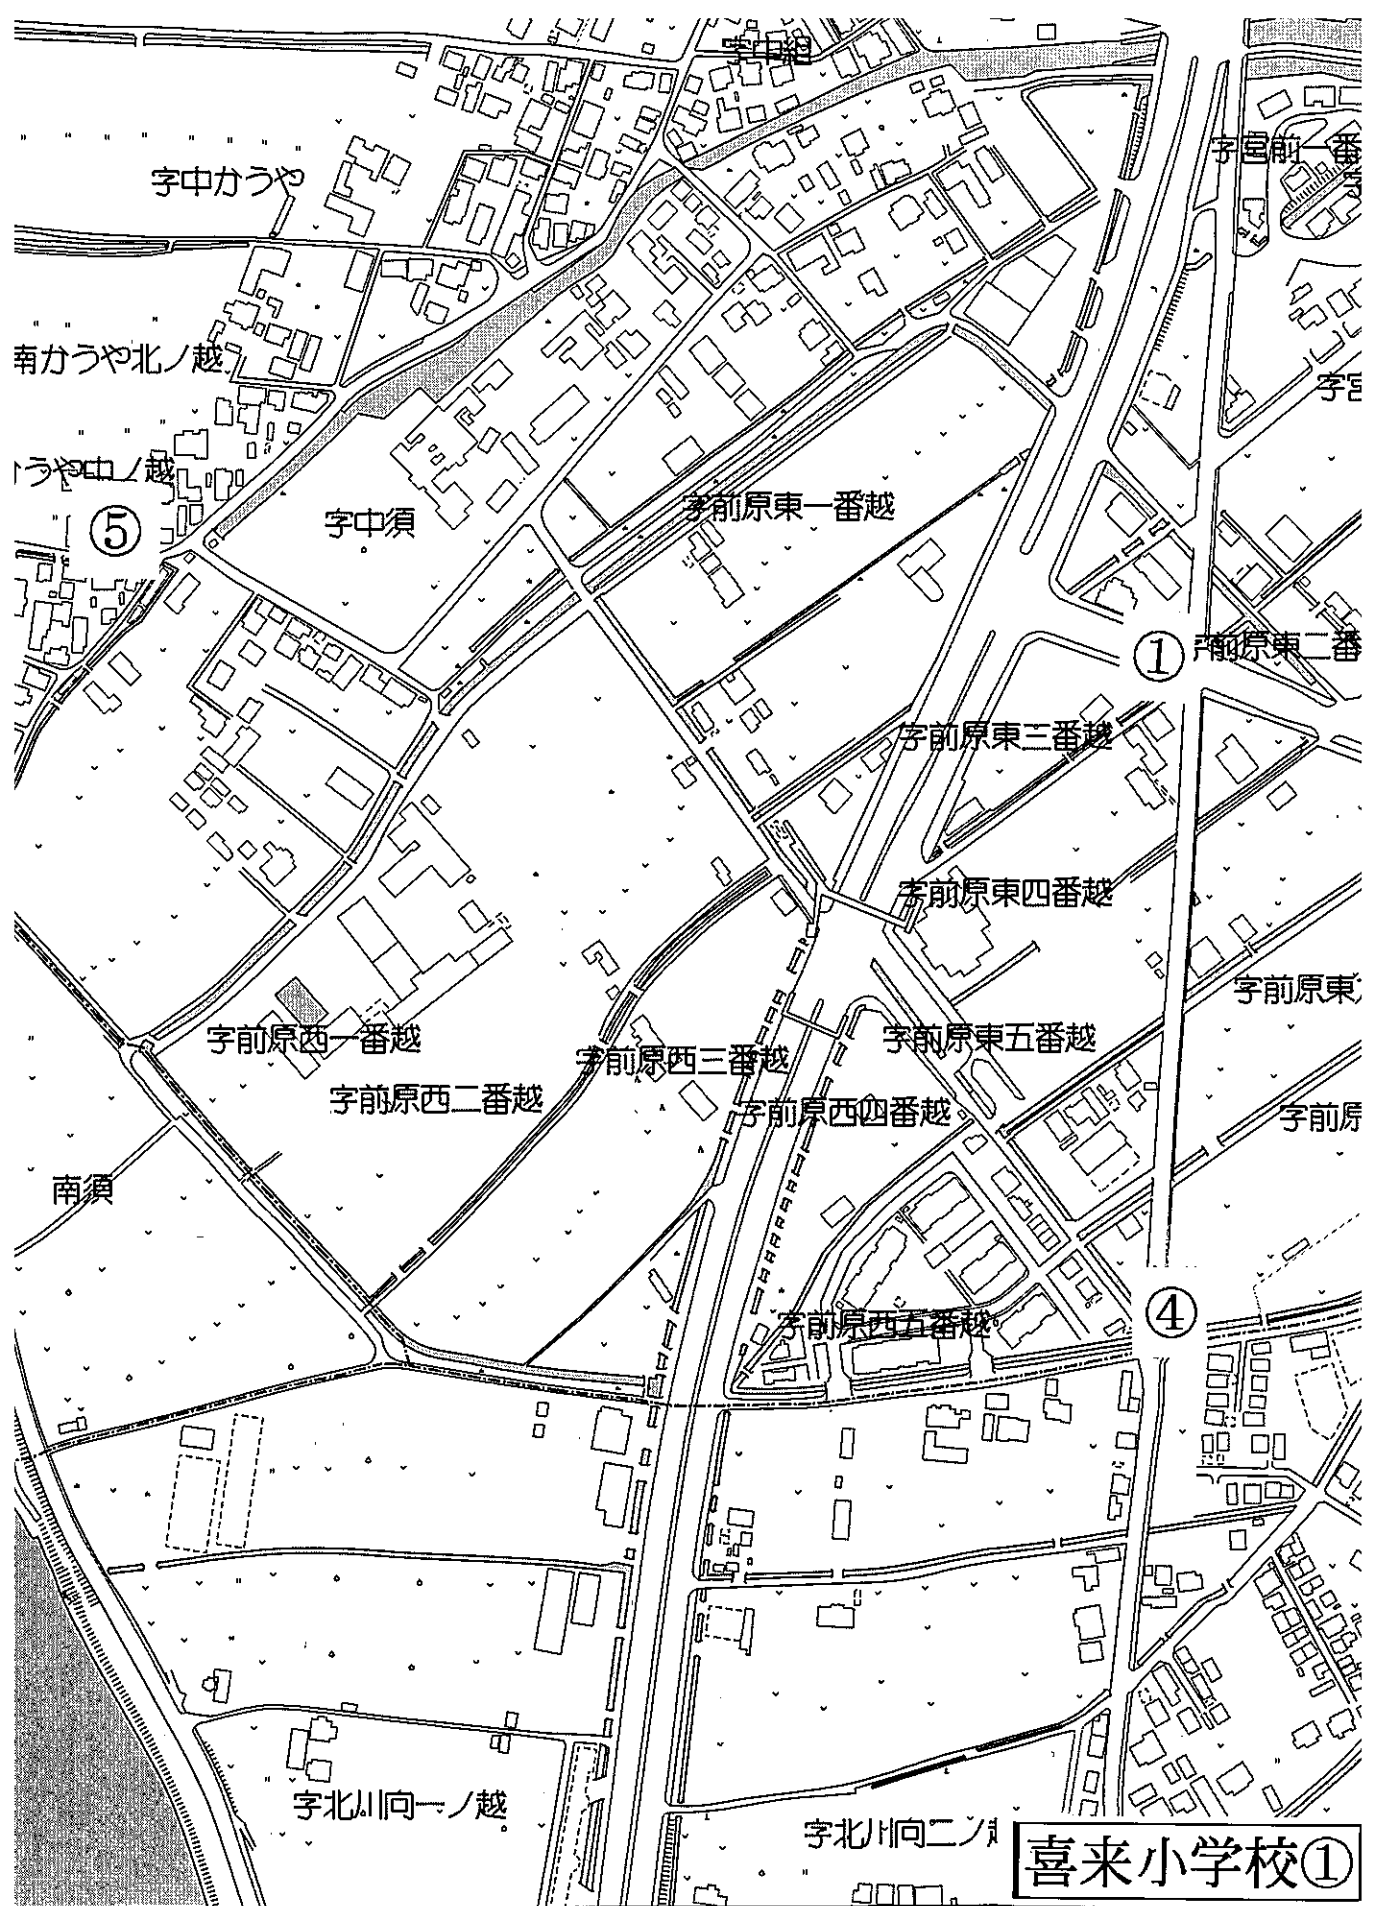 字中組
字宮前一番
字中かうや
南かうや北ノ越
字宮
かうや中ノ越
字前原東一番越
字中須
⑤
①
前原東二番
字前原東三番越
字前原東四番越
字前原東
字前原西一番越
字前原東五番越
字前原西三番越
字前原西二番越
字前原西四番越
字前原
南須
④
字前原西五番越
字北川向一ノ越
字北川向二ノ
喜来小学校①